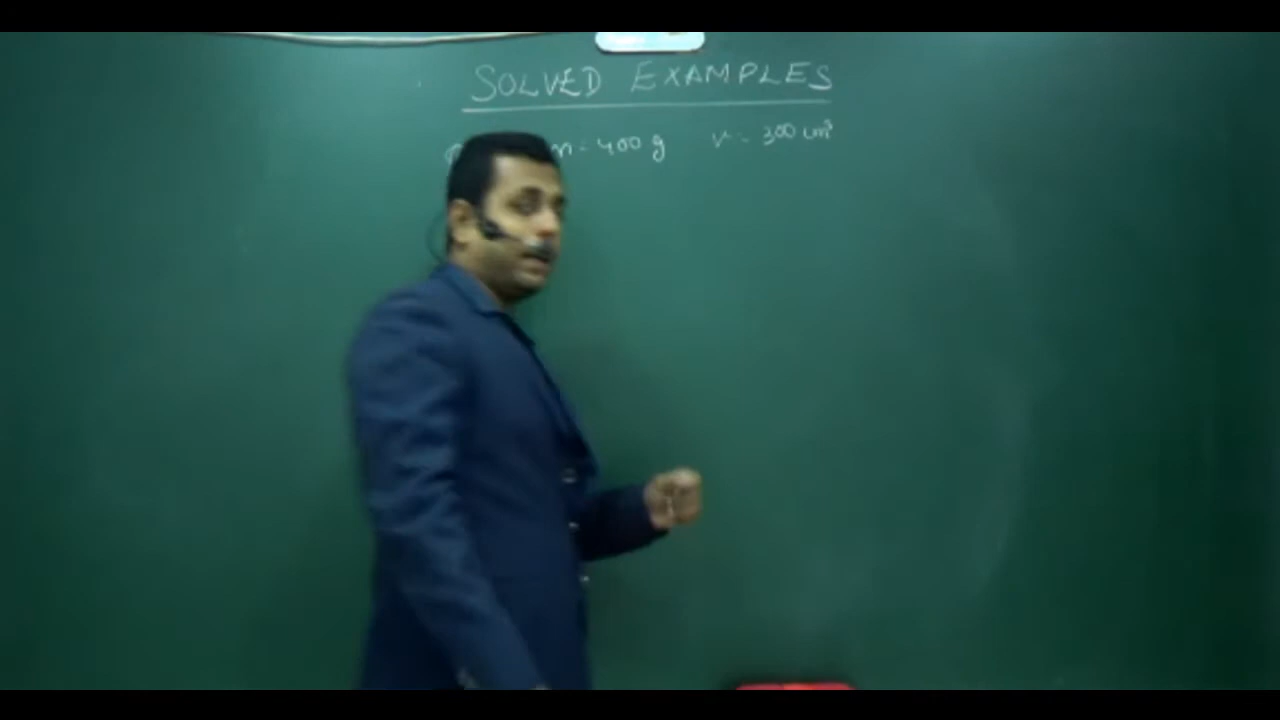 SOLVED EXAMPLES
m = 400 g v = 300 cm³